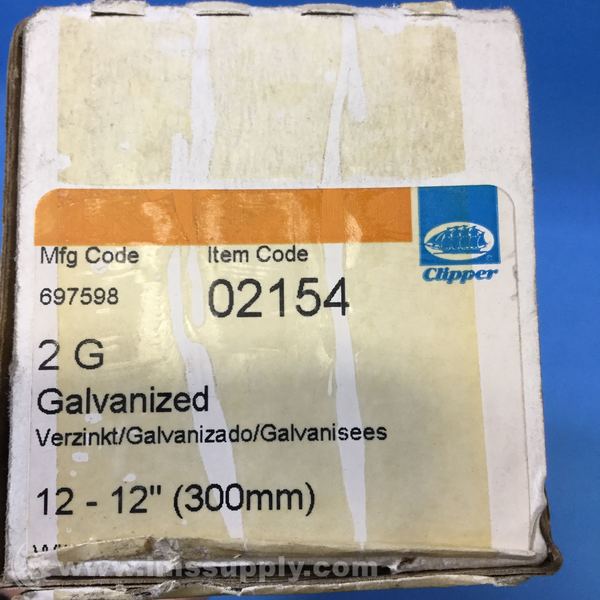 Clipper
Mfg Code Item Code
697598 02154
2 G
Galvanized
Verzinkt/Galvanizado/Galvanisees
12 - 12" (300mm)
www.imssupply.com